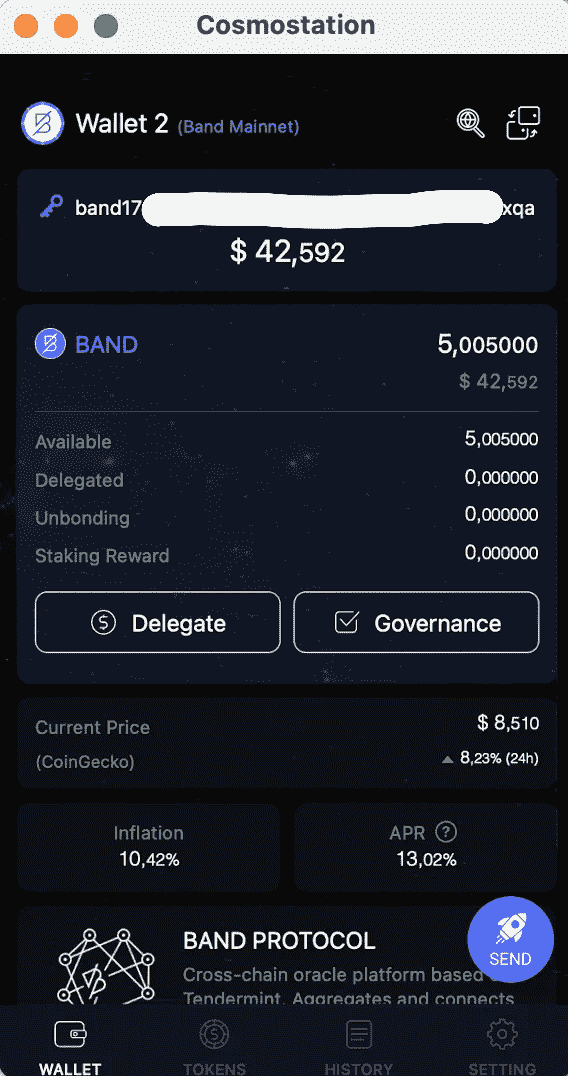 Cosmostation
Wallet 2 (Band Mainnet)
band17 xqa
$ 42,592
BAND 5,005000
$ 42,592
Available 5,005000
Delegated 0,000000
Unbonding 0,000000
Staking Reward 0,000000
Delegate Governance
Current Price $ 8,510
(CoinGecko) 8,23% (24h)
Inflation APR ?
10,42% 13,02%
BAND PROTOCOL
Cross-chain oracle platform based
SEND
Tendermint. Aggregates and connects
WALLET TOKENS HISTORY SETTING